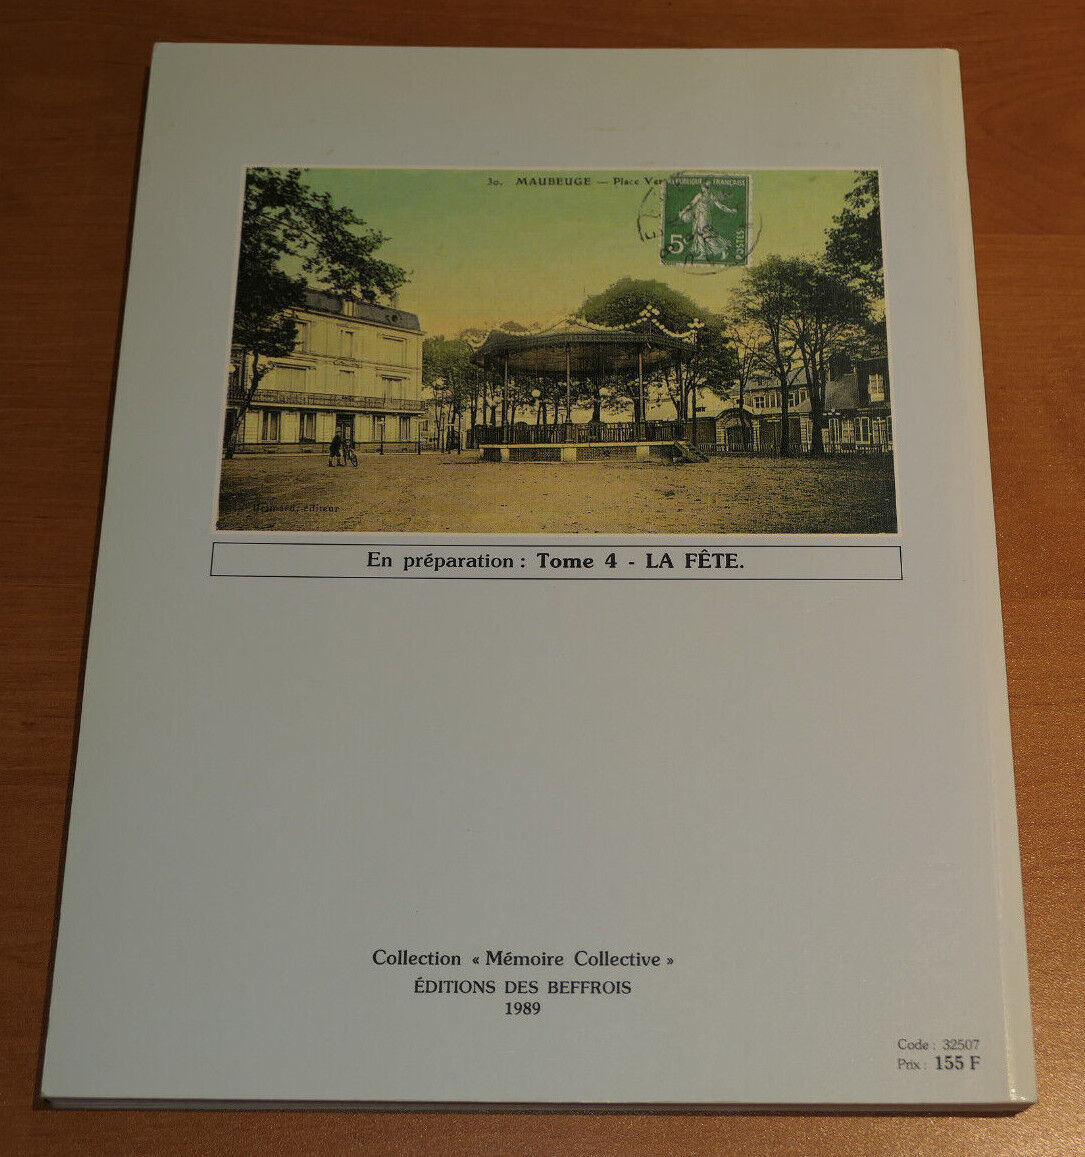 30. MAUBEUGE — Place Ver
RÉPUBLIQUE FRANÇAISE
5c
POSTES
éditeur
En préparation : Tome 4 - LA FÊTE.
Collection « Mémoire Collective »
ÉDITIONS DES BEFFROIS
1989
Code : 32507
Prix : 155 F